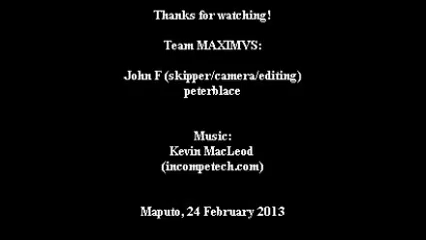 Thanks for watching!
Team MAXIMVS:
John F (skipper/camera/editing)
peterblace
Music:
Kevin MacLeod
(incompetech.com)
Maputo, 24 February 2013